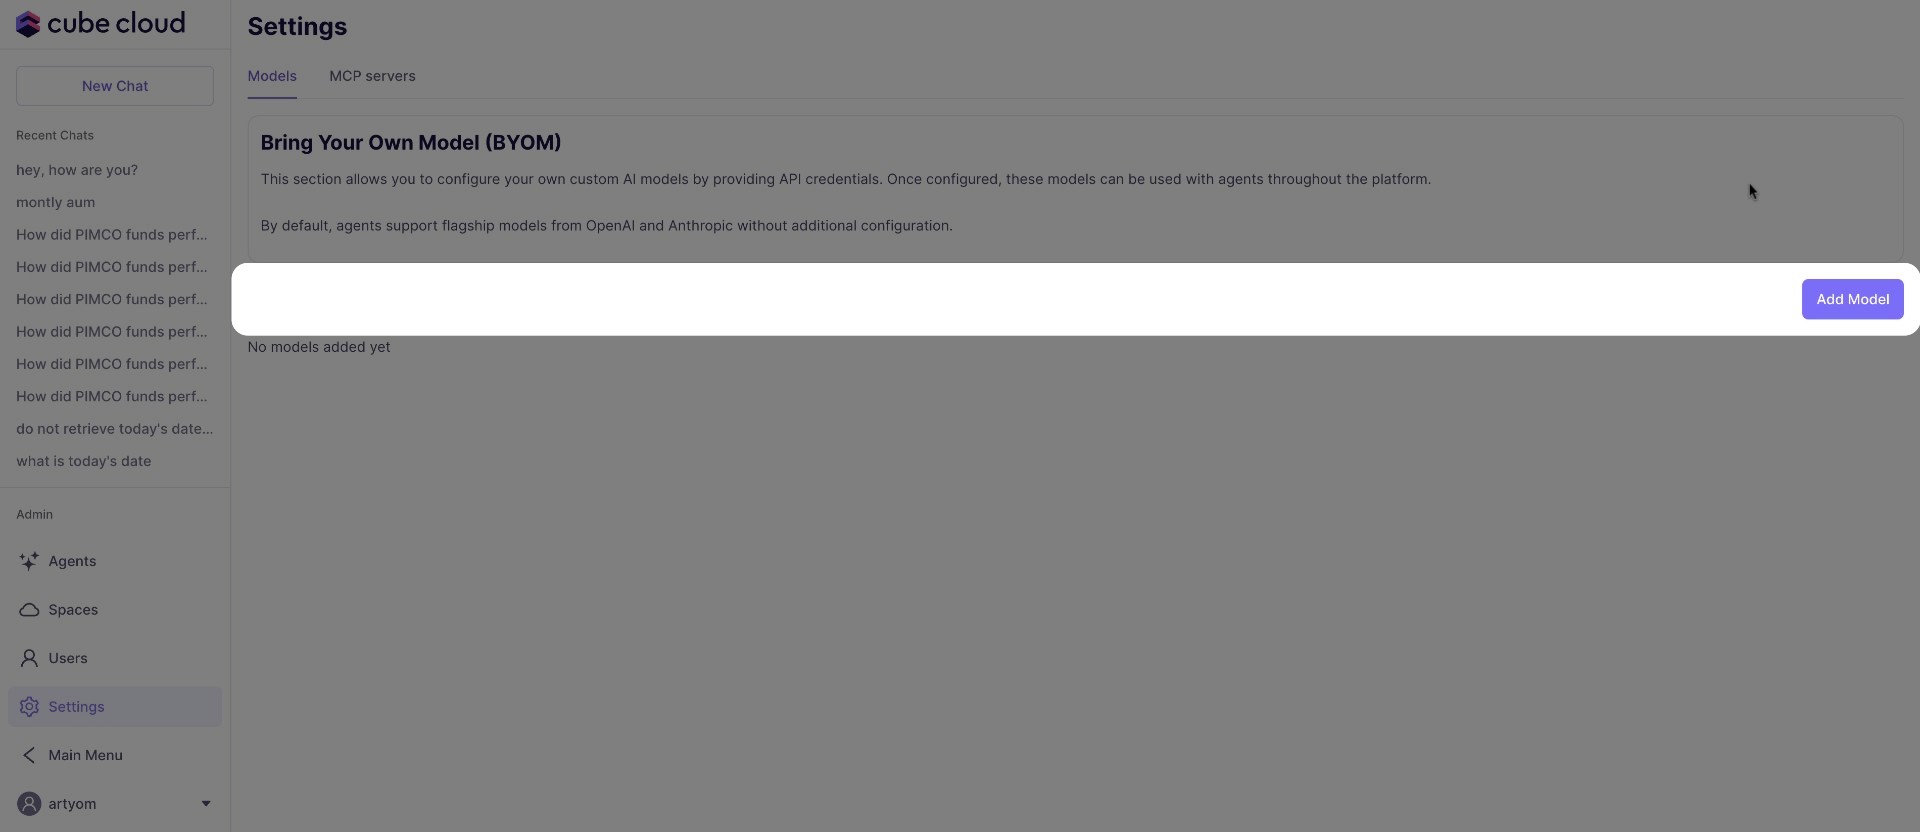 cube cloud
New Chat
Recent Chats
hey, how are you?
montly aum
How did PIMCO funds perf...
How did PIMCO funds perf...
How did PIMCO funds perf...
How did PIMCO funds perf...
How did PIMCO funds perf...
How did PIMCO funds perf...
do not retrieve today's date...
what is today's date
Admin
Agents
Spaces
Users
Settings
Main Menu
artyom
Settings
Models MCP servers
Bring Your Own Model (BYOM)
This section allows you to configure your own custom AI models by providing API credentials. Once configured, these models can be used with agents throughout the platform.
By default, agents support flagship models from OpenAI and Anthropic without additional configuration.
Add Model
No models added yet